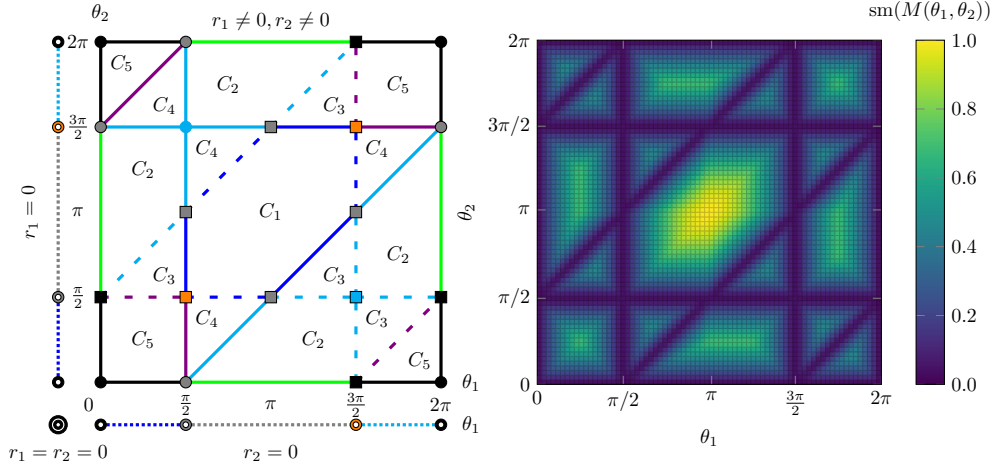 θ₂
r₁ ≠ 0, r₂ ≠ 0
2π
C₅
C₂
C₅
C₄
C₃
3π/2
C₄
C₄
C₂
r₁ = 0
π
C₁
C₂
C₃
C₃
π/2
C₄
C₃
C₅
C₂
C₅
θ₁
0
π/2
π
3π/2
2π
r₁ = r₂ = 0
r₂ = 0
sm(M(θ₁, θ₂))
2π
3π/2
θ₂
π
π/2
0
0
π/2
π
3π/2
2π
θ₁
1.0
0.8
0.6
0.4
0.2
0.0